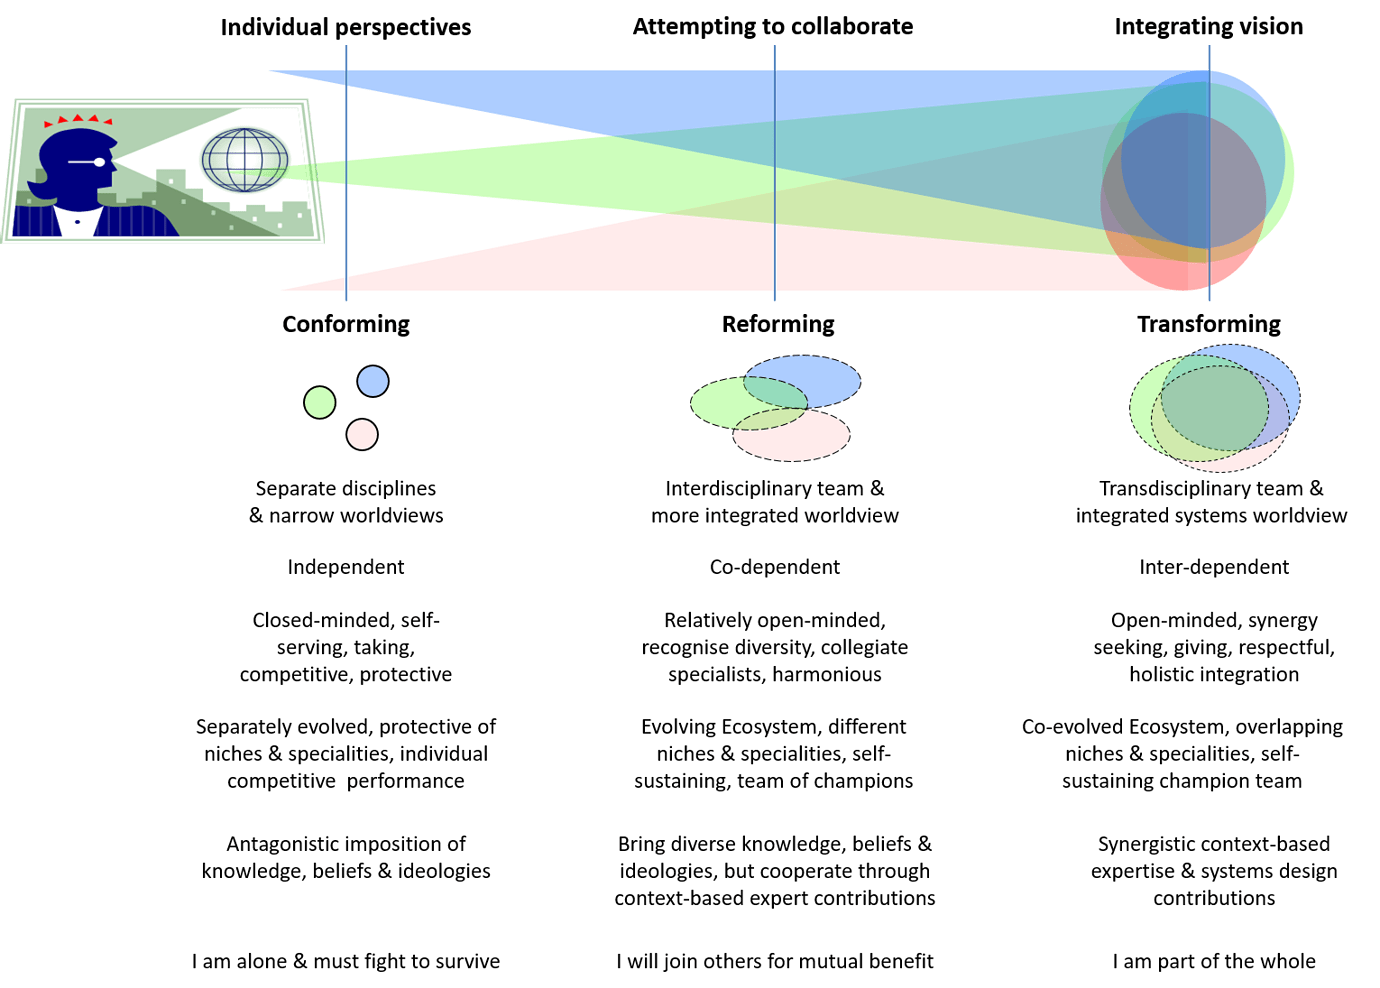 Individual perspectives
Attempting to collaborate
Integrating vision
Conforming
Reforming
Transforming
Separate disciplines
& narrow worldviews
Interdisciplinary team &
more integrated worldview
Transdisciplinary team &
integrated systems worldview
Independent
Co-dependent
Inter-dependent
Closed-minded, self-
serving, taking,
competitive, protective
Relatively open-minded,
recognise diversity, collegiate
specialists, harmonious
Open-minded, synergy
seeking, giving, respectful,
holistic integration
Separately evolved, protective of
niches & specialities, individual
competitive  performance
Evolving Ecosystem, different
niches & specialities, self-
sustaining, team of champions
Co-evolved Ecosystem, overlapping
niches & specialities, self-
sustaining champion team
Antagonistic imposition of
knowledge, beliefs & ideologies
Bring diverse knowledge, beliefs &
ideologies, but cooperate through
context-based expert contributions
Synergistic context-based
expertise & systems design
contributions
I am alone & must fight to survive
I will join others for mutual benefit
I am part of the whole